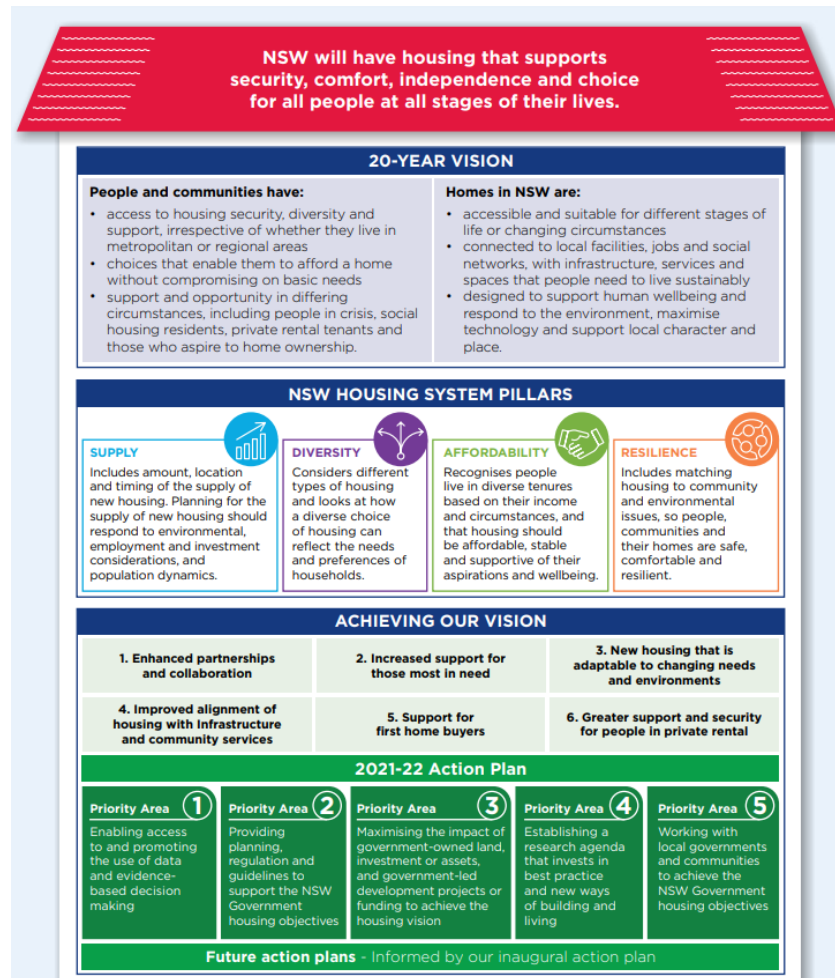 NSW will have housing that supports
security, comfort, independence and choice
for all people at all stages of their lives.
20-YEAR VISION
People and communities have:
• access to housing security, diversity and
support, irrespective of whether they live in
metropolitan or regional areas
• choices that enable them to afford a home
without compromising on basic needs
• support and opportunity in differing
circumstances, including people in crisis, social
housing residents, private rental tenants and
those who aspire to home ownership.
Homes in NSW are:
• accessible and suitable for different stages of
life or changing circumstances
• connected to local facilities, jobs and social
networks, with infrastructure, services and
spaces that people need to live sustainably
• designed to support human wellbeing and
respond to the environment, maximise
technology and support local character and
place.
NSW HOUSING SYSTEM PILLARS
SUPPLY
Includes amount, location
and timing of the supply of
new housing. Planning for the
supply of new housing should
respond to environmental,
employment and investment
considerations, and
population dynamics.
DIVERSITY
Considers different
types of housing
and looks at how
a diverse choice
of housing can
reflect the needs
and preferences of
households.
AFFORDABILITY
Recognises people
live in diverse tenures
based on their income
and circumstances, and
that housing should
be affordable, stable
and supportive of their
aspirations and wellbeing.
RESILIENCE
Includes matching
housing to community
and environmental
issues, so people,
communities and
their homes are safe,
comfortable and
resilient.
ACHIEVING OUR VISION
1. Enhanced partnerships
and collaboration
2. Increased support for
those most in need
3. New housing that is
adaptable to changing needs
and environments
4. Improved alignment of
housing with Infrastructure
and community services
5. Support for
first home buyers
6. Greater support and security
for people in private rental
2021-22 Action Plan
Priority Area 1
Enabling access
to and promoting
the use of data
and evidence-
based decision
making
Priority Area 2
Providing
planning,
regulation and
guidelines to
support the NSW
Government
housing objectives
Priority Area 3
Maximising the impact of
government-owned land,
investment or assets,
and government-led
development projects or
funding to achieve the
housing vision
Priority Area 4
Establishing a
research agenda
that invests in
best practice
and new ways
of building and
living
Priority Area 5
Working with
local governments
and communities
to achieve the
NSW Government
housing objectives
Future action plans - Informed by our inaugural action plan